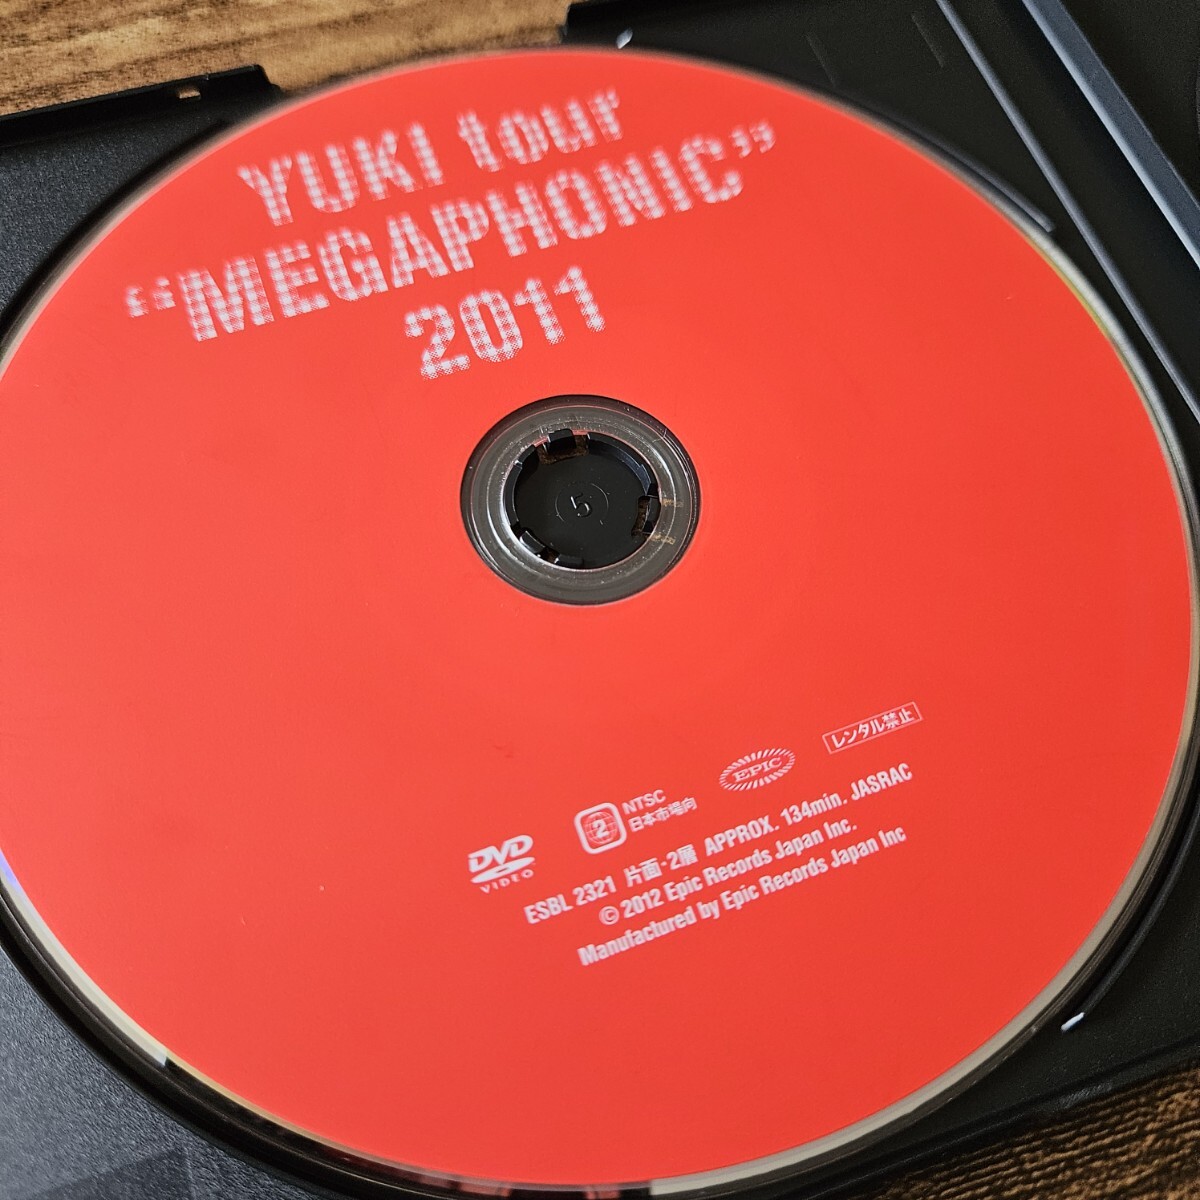 YUKI tour
“MEGAPHONIC”
2011
5
レンタル禁止
EPIC
NTSC
2
日本市場向
DVD
VIDEO
ESBL 2321 片面・2層 APPROX. 134min. JASRAC
© 2012 Epic Records Japan Inc.
Manufactured by Epic Records Japan Inc